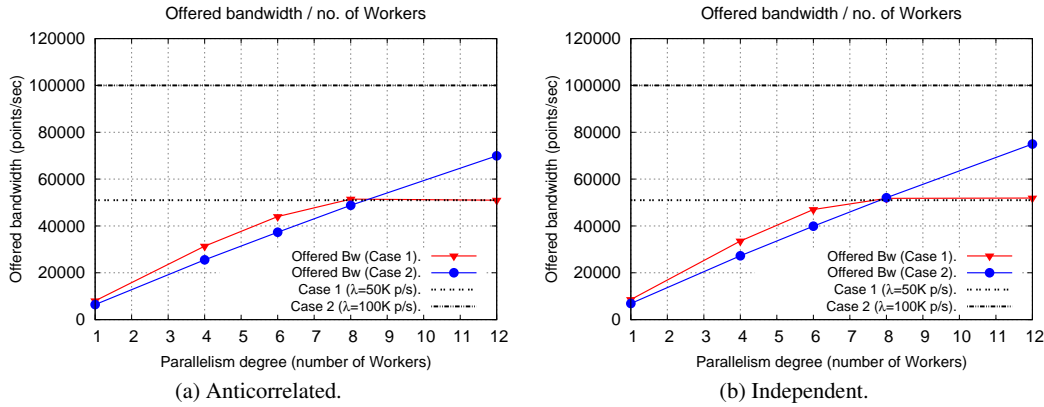 Offered bandwidth / no. of Workers
120000
100000
80000
60000
40000
20000
0
Offered bandwidth (points/sec)
1 2 3 4 5 6 7 8 9 10 11 12
Parallelism degree (number of Workers)
Offered Bw (Case 1).
Offered Bw (Case 2).
Case 1 (λ=50K p/s).
Case 2 (λ=100K p/s).
(a) Anticorrelated.
Offered bandwidth / no. of Workers
120000
100000
80000
60000
40000
20000
0
Offered bandwidth (points/sec)
1 2 3 4 5 6 7 8 9 10 11 12
Parallelism degree (number of Workers)
Offered Bw (Case 1).
Offered Bw (Case 2).
Case 1 (λ=50K p/s).
Case 2 (λ=100K p/s).
(b) Independent.